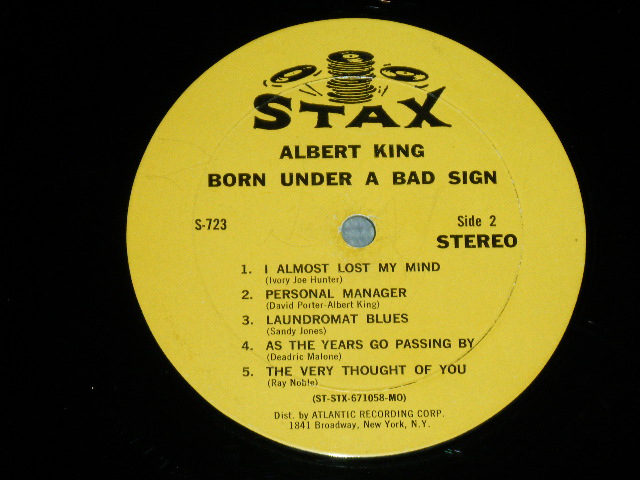 STAX
ALBERT KING
BORN UNDER A BAD SIGN
S-723
Side 2
STEREO
1. I ALMOST LOST MY MIND
(Ivory Joe Hunter)
2. PERSONAL MANAGER
(David Porter-Albert King)
3. LAUNDROMAT BLUES
(Sandy Jones)
4. AS THE YEARS GO PASSING BY
(Deadric Malone)
5. THE VERY THOUGHT OF YOU
(Ray Noble)
(ST-STX-671058-MO)
Dist. by ATLANTIC RECORDING CORP.
1841 Broadway, New York, N.Y.